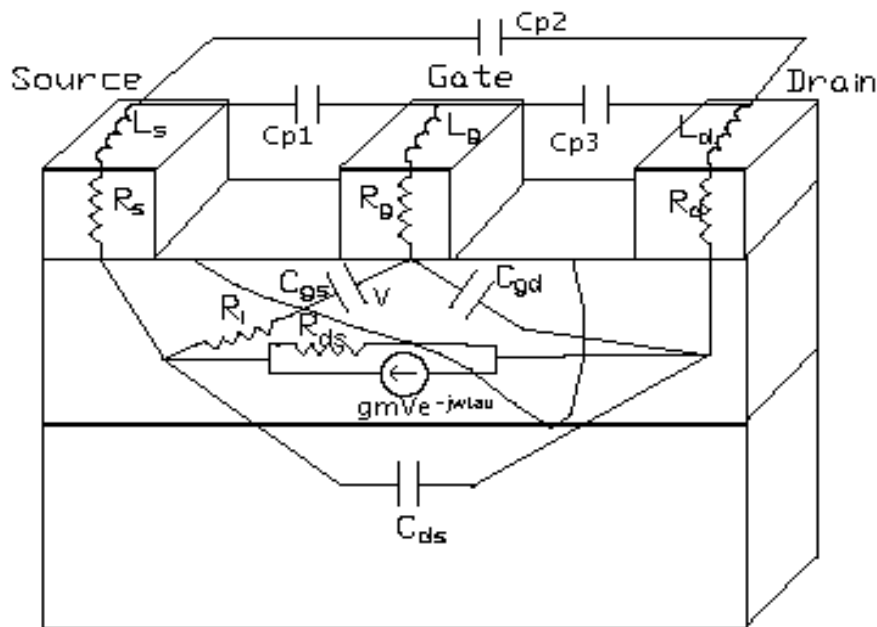 Cp2
Source
Gate
Drain
Ls
Cp1
Lg
Cp3
Ld
Rs
Rg
Rd
Cgs
V
Cgd
Ri
Rds
gmVe-jwtau
Cds